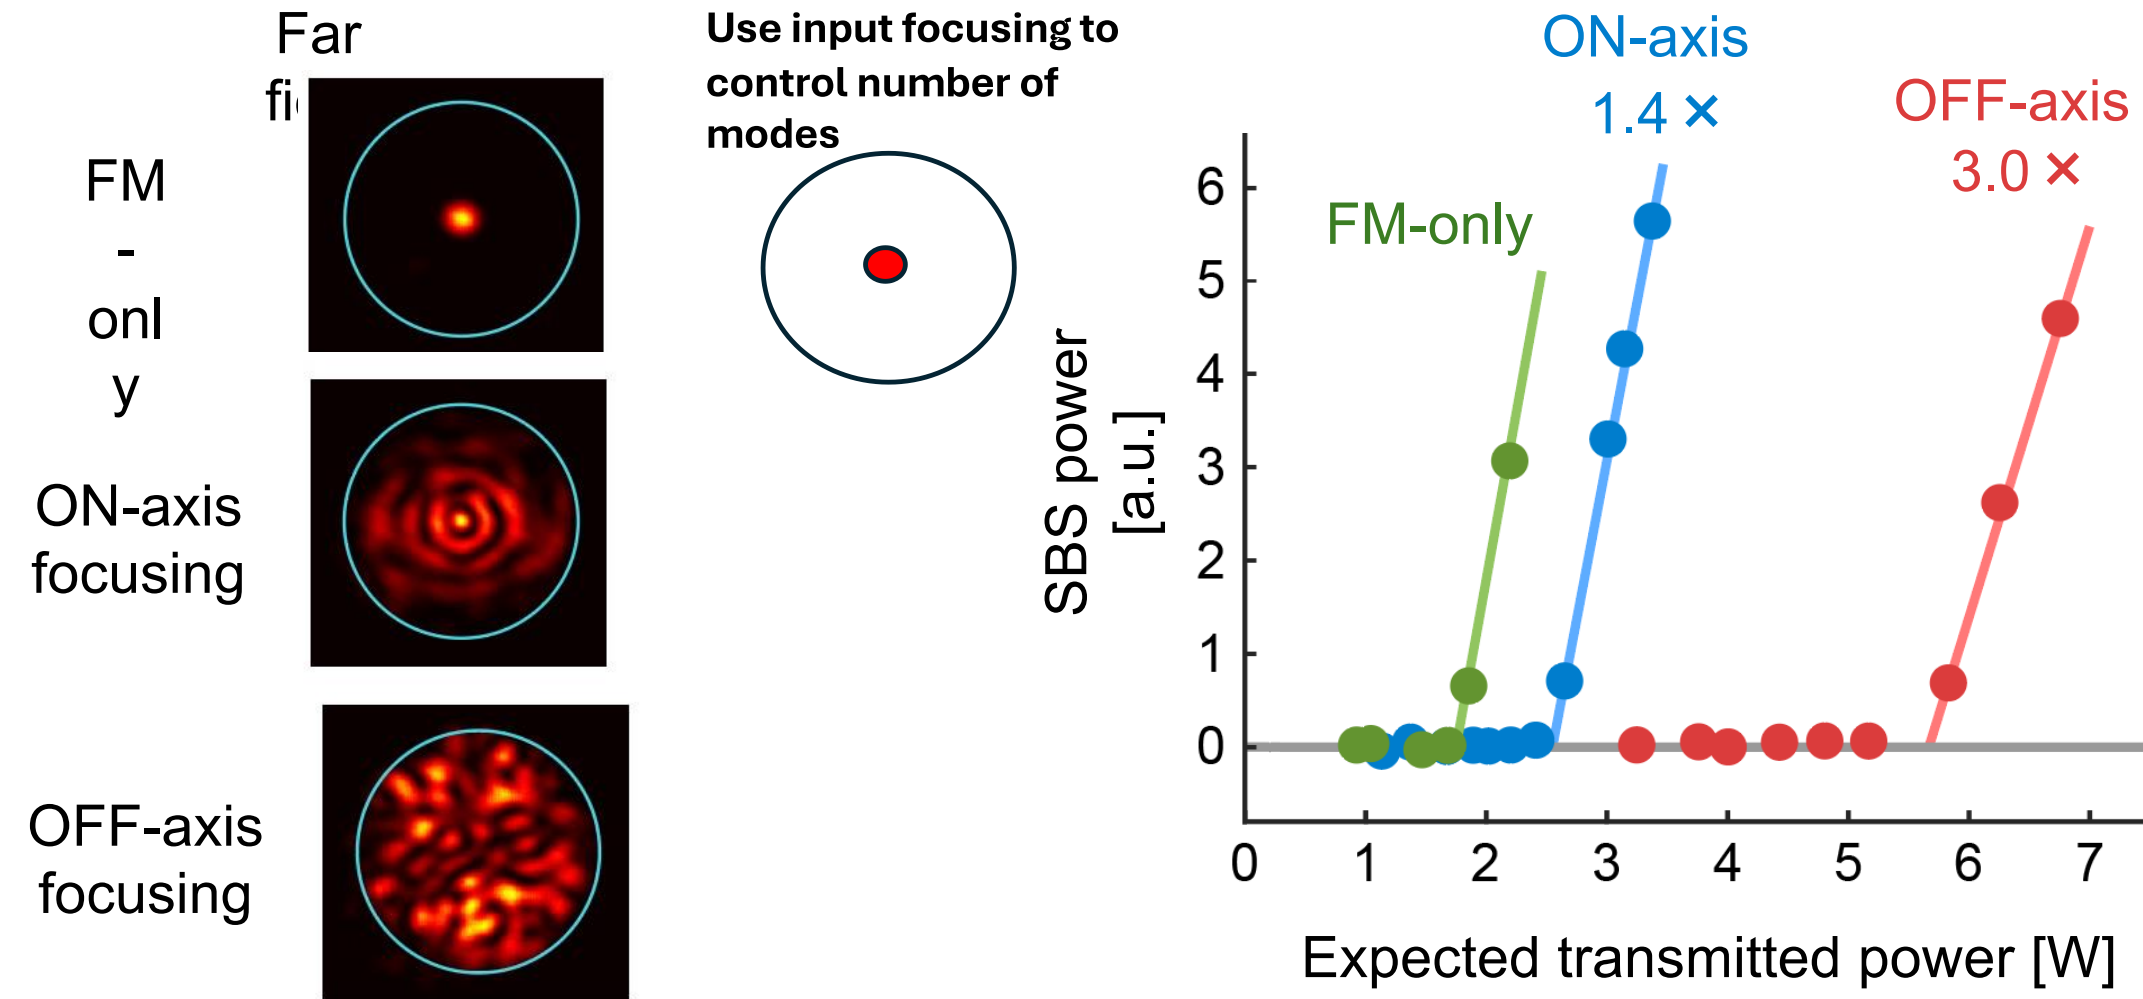 Far
FM
-
onl
y
ON-axis
focusing
OFF-axis
focusing
Use input focusing to
control number of
modes
ON-axis
1.4 ×
OFF-axis
3.0 ×
FM-only
SBS power
[a.u.]
6
5
4
3
2
1
0
0 1 2 3 4 5 6 7
Expected transmitted power [W]